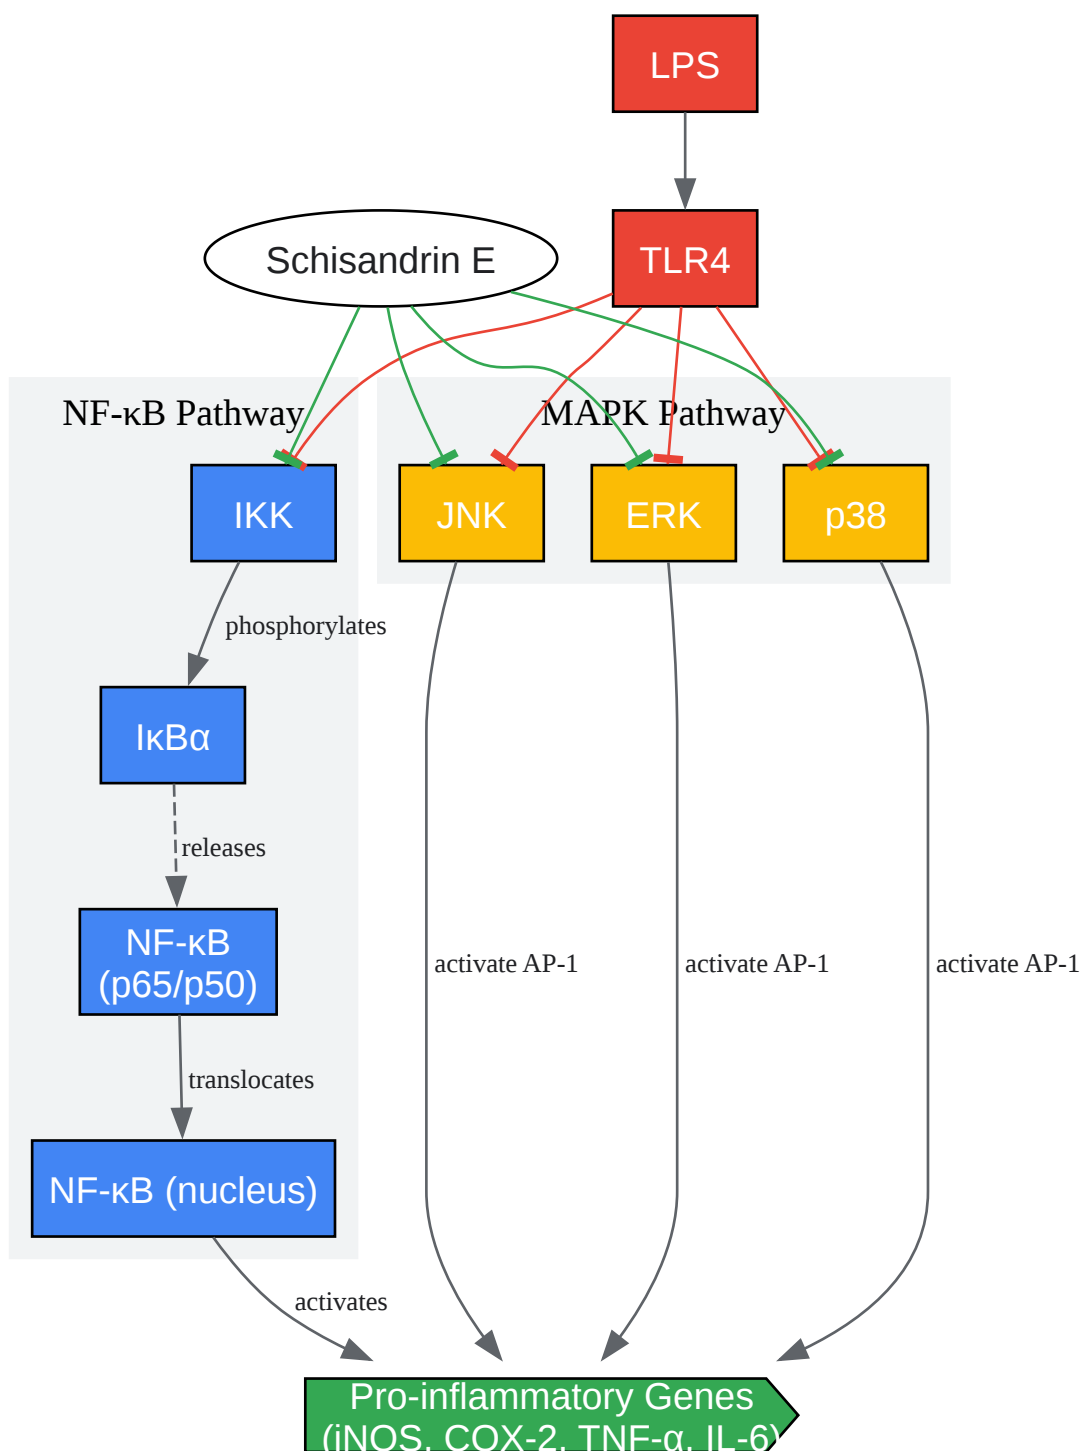 LPS
Schisandrin E
TLR4
NF-κB Pathway
MAPK Pathway
IKK
JNK
ERK
p38
phosphorylates
IκBα
releases
NF-κB
(p65/p50)
activate AP-1
activate AP-1
activate AP-1
translocates
NF-κB (nucleus)
activates
Pro-inflammatory Genes
(iNOS, COX-2, TNF-α, IL-6)